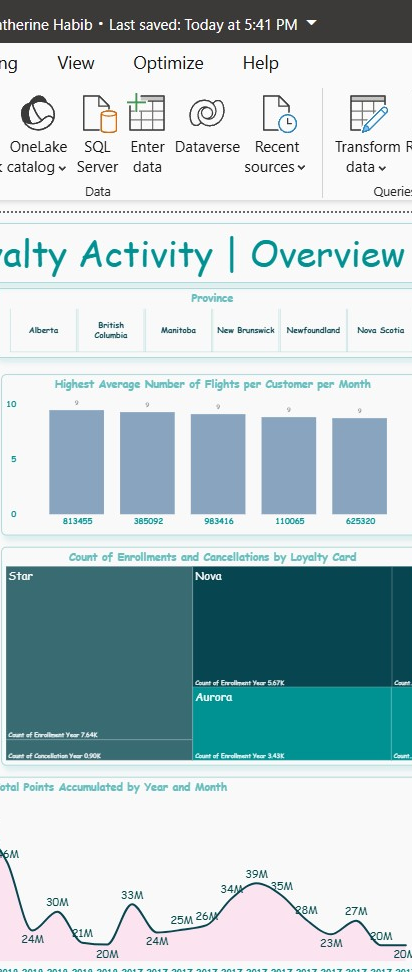 atherine Habib • Last saved: Today at 5:41 PM
ng View Optimize Help
OneLake SQL Enter Dataverse Recent Transform R
k catalog Server data sources data
Data Queries
yalty Activity | Overview
Province
Alberta British Columbia Manitoba New Brunswick Newfoundland Nova Scotia
Highest Average Number of Flights per Customer per Month
10
9 9 9 9 9
5
0
813455 385092 983416 110065 625320
Count of Enrollments and Cancellations by Loyalty Card
Star Nova
Count of Enrollment Year 5.67K Count
Aurora
Count of Enrollment Year 7.64K
Count of Cancellation Year 0.90K Count of Enrollment Year 3.43K Count
otal Points Accumulated by Year and Month
39M
46M 34M 35M
30M 33M
28M 27M
25M 26M
24M 21M 24M 23M 20M
20M 20M